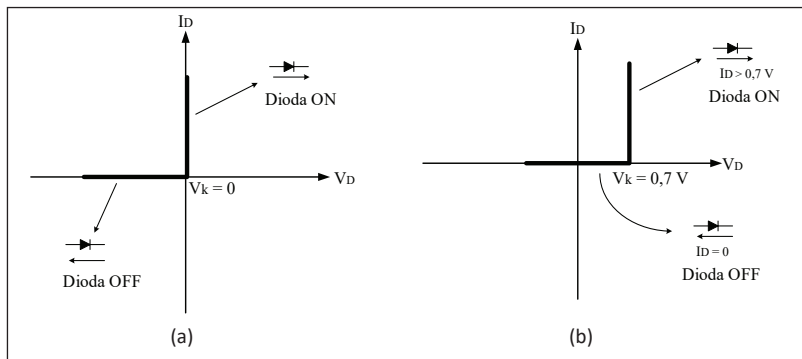 ID
Dioda ON
VD
Vk = 0
Dioda OFF
(a)
ID
ID > 0,7 V
Dioda ON
VD
Vk = 0,7 V
ID = 0
Dioda OFF
(b)